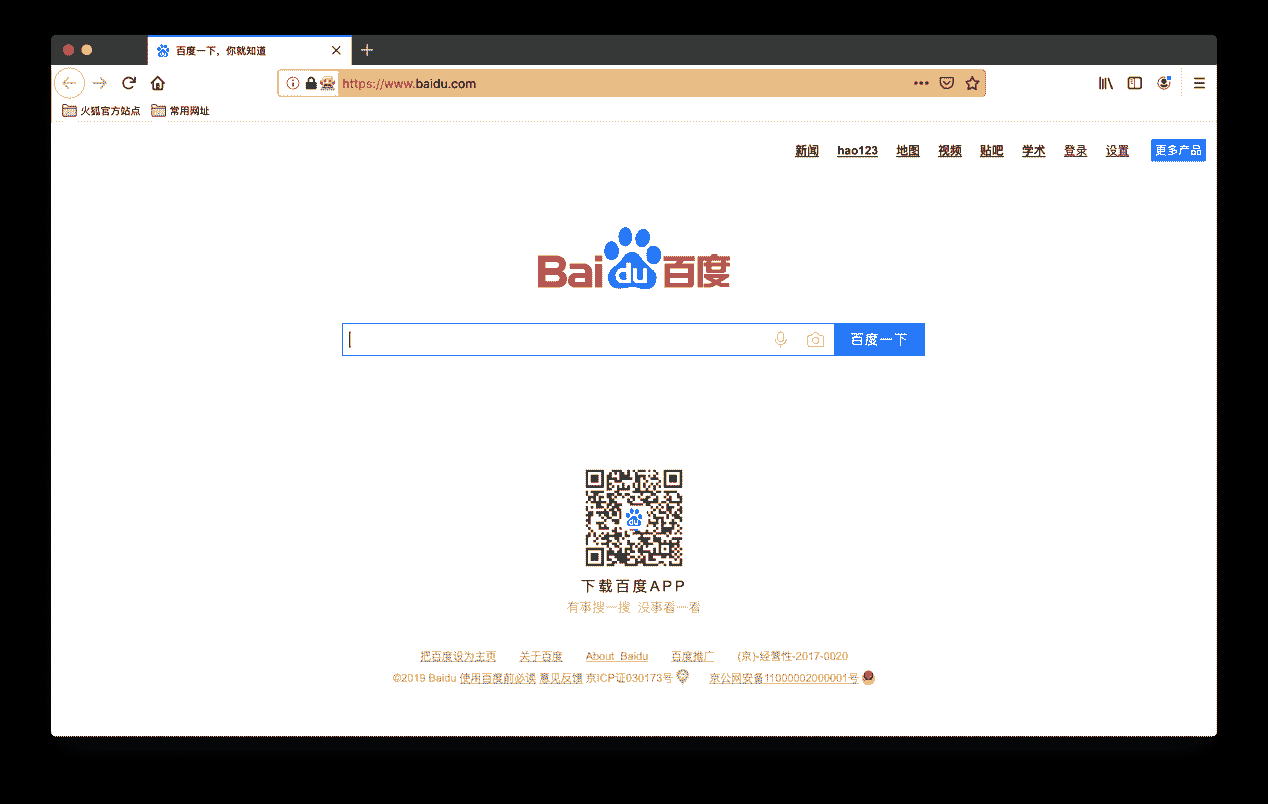 百度一下，你就知道
https://www.baidu.com
火狐官方站点 常用网址
新闻 hao123 地图 视频 贴吧 学术 登录 设置 更多产品
Bai du 百度
百度一下
du
下载百度APP
有事搜一搜 没事看一看
把百度设为主页 关于百度 About Baidu 百度推广 (京)-经营性-2017-0020
©2019 Baidu 使用百度前必读 意见反馈 京ICP证030173号 京公网安备11000002000001号